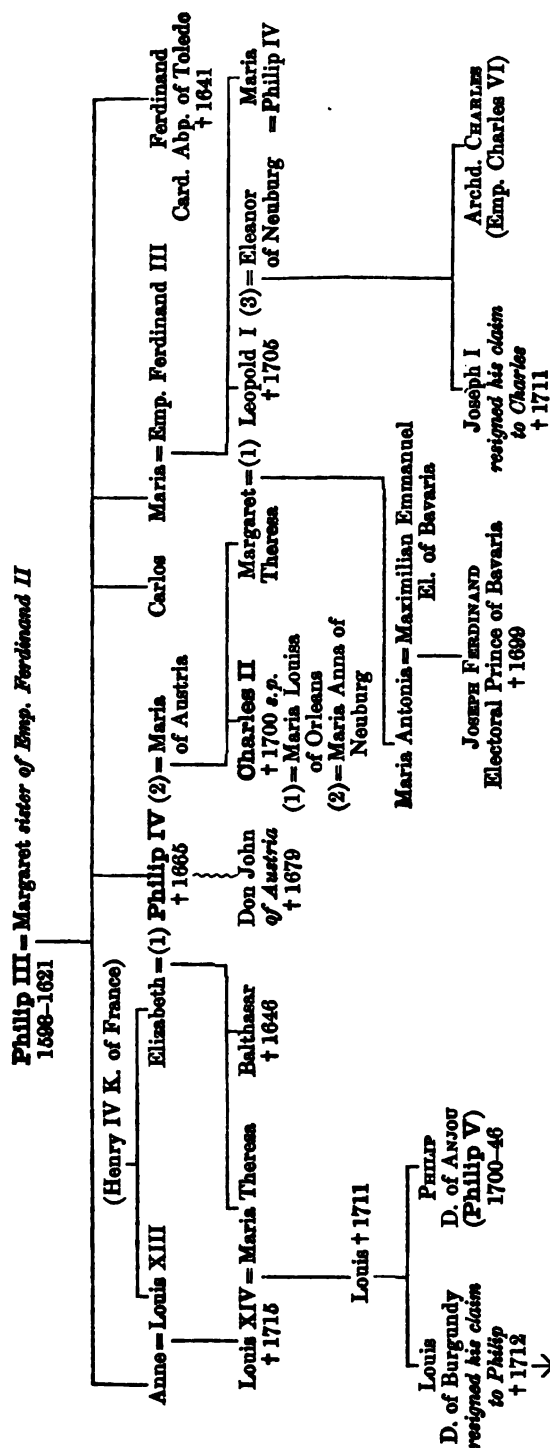 Philip III = Margaret sister of Emp. Ferdinand II
1598–1621
(Henry IV K. of France)
Anne = Louis XIII
Elizabeth = (1) Philip IV (2) = Maria
† 1665
of Austria
Carlos
Maria = Emp. Ferdinand III
Ferdinand
Card. Abp. of Toledo
† 1641
Louis XIV = Maria Theresa
† 1715
Balthasar
† 1646
Don John
of Austria
† 1679
Charles II
† 1700 s.p.
(1) = Maria Louisa
of Orleans
(2) = Maria Anna of
Neuburg
Margaret = (1) Leopold I (3) = Eleanor
Theresa
† 1705
of Neuburg
Maria
= Philip IV
Louis † 1711
Maria Antonia = Maximilian Emmanuel
El. of Bavaria
Louis
D. of Burgundy
resigned his claim
to Philip
† 1712
PHILIP
D. of ANJOU
(Philip V)
1700–46
JOSEPH FERDINAND
Electoral Prince of Bavaria
† 1699
Joseph I
resigned his claim
to Charles
† 1711
Archd. CHARLES
(Emp. Charles VI)